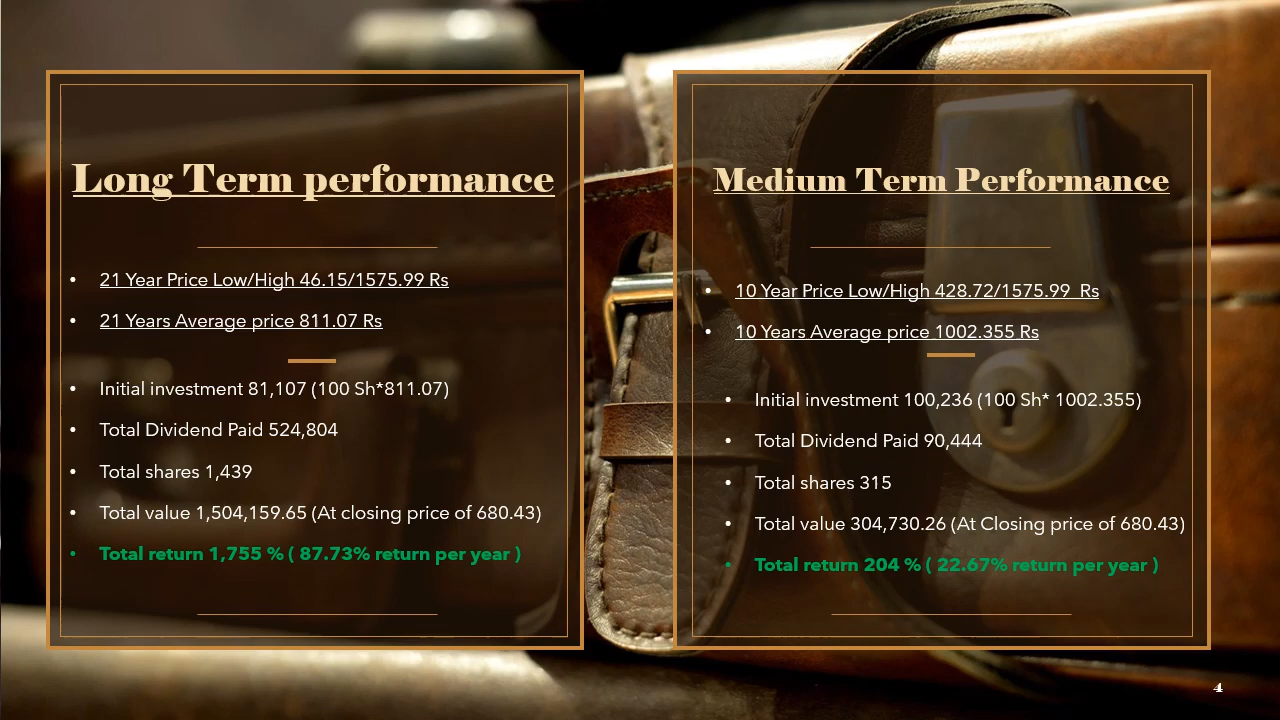 Long Term performance
• 21 Year Price Low/High 46.15/1575.99 Rs
• 21 Years Average price 811.07 Rs
• Initial investment 81,107 (100 Sh*811.07)
• Total Dividend Paid 524,804
• Total shares 1,439
• Total value 1,504,159.65 (At closing price of 680.43)
• Total return 1,755 % ( 87.73% return per year )
Medium Term Performance
• 10 Year Price Low/High 428.72/1575.99  Rs
• 10 Years Average price 1002.355 Rs
• Initial investment 100,236 (100 Sh* 1002.355)
• Total Dividend Paid 90,444
• Total shares 315
• Total value 304,730.26 (At Closing price of 680.43)
• Total return 204 % ( 22.67% return per year )
4